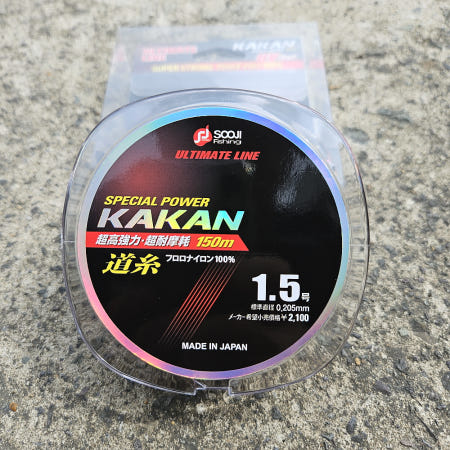 KAKAN
SOOJI
Fishing
ULTIMATE LINE
SPECIAL POWER
KAKAN
超高強力・超耐摩耗 150m
道糸 フロロナイロン100%
1.5号
標準直径 0.205mm
メーカー希望小売価格￥2,100
MADE IN JAPAN